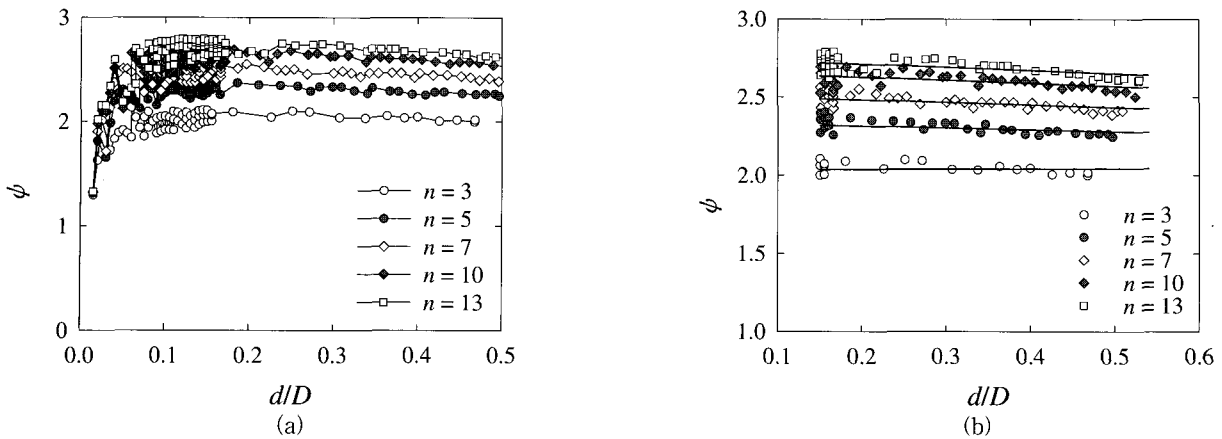 3
2
1
0
ψ
n = 3
n = 5
n = 7
n = 10
n = 13
0.0 0.1 0.2 0.3 0.4 0.5
d/D
(a)
3.0
2.5
2.0
1.5
1.0
ψ
n = 3
n = 5
n = 7
n = 10
n = 13
0.1 0.2 0.3 0.4 0.5 0.6
d/D
(b)